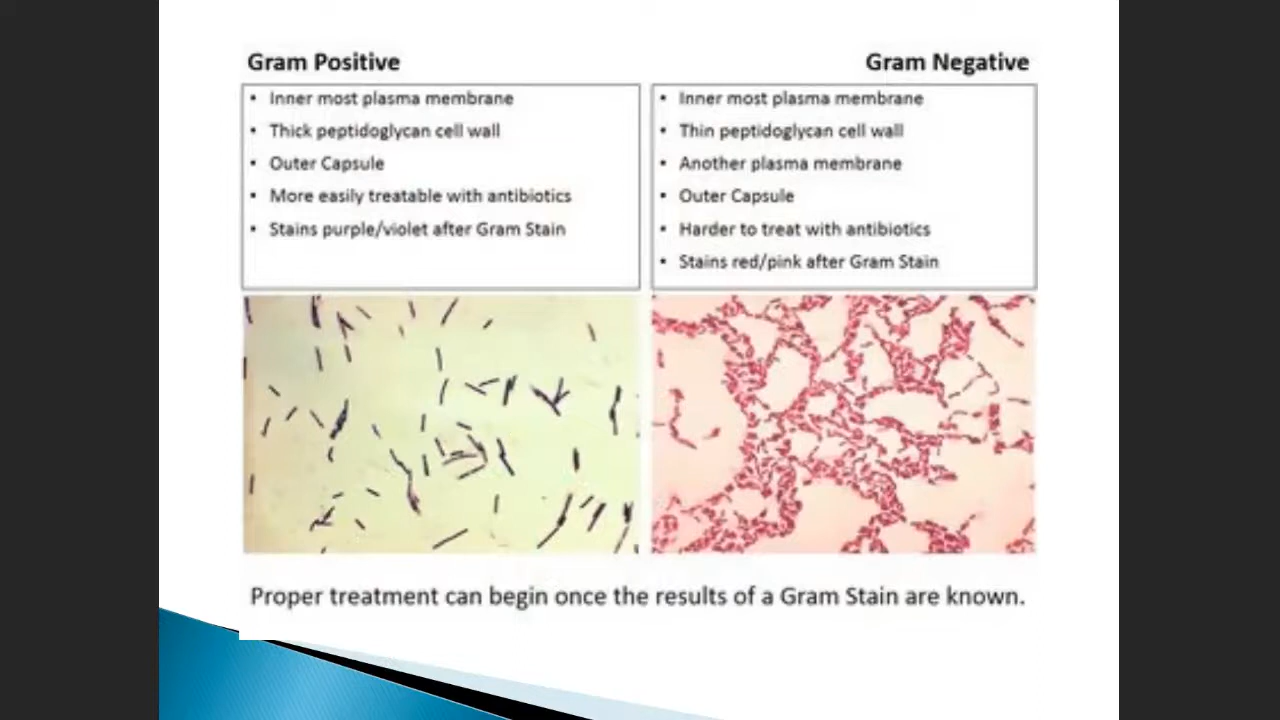 Gram Positive
• Inner most plasma membrane
• Thick peptidoglycan cell wall
• Outer Capsule
• More easily treatable with antibiotics
• Stains purple/violet after Gram Stain
Gram Negative
• Inner most plasma membrane
• Thin peptidoglycan cell wall
• Another plasma membrane
• Outer Capsule
• Harder to treat with antibiotics
• Stains red/pink after Gram Stain
Proper treatment can begin once the results of a Gram Stain are known.